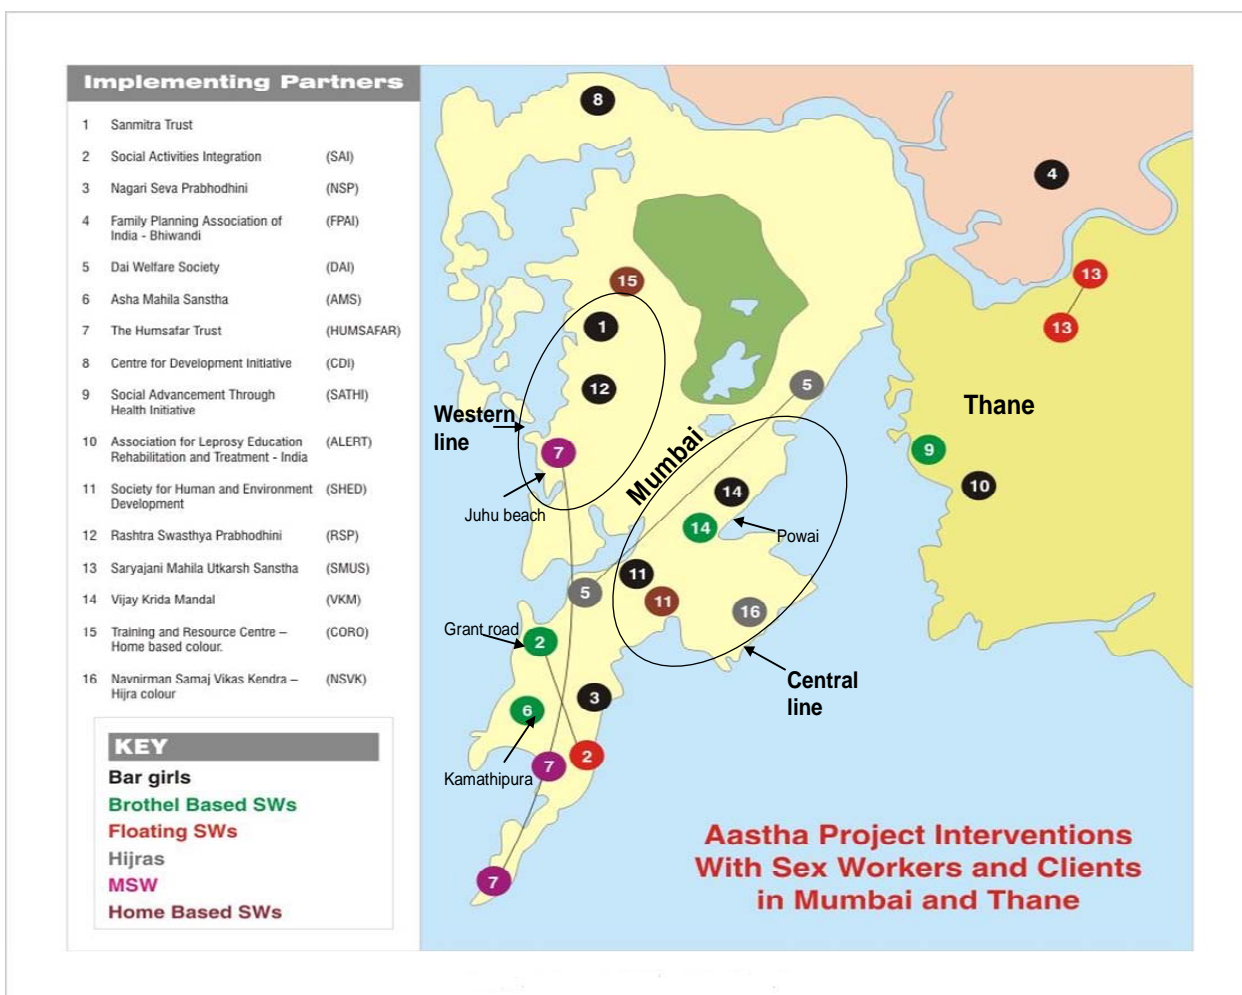 Implementing Partners
1 Sanmitra Trust
2 Social Activities Integration (SAI)
3 Nagari Seva Prabhodhini (NSP)
4 Family Planning Association of (FPAI)
India - Bhiwandi
5 Dai Welfare Society (DAI)
6 Asha Mahila Sanstha (AMS)
7 The Humsafar Trust (HUMSAFAR)
8 Centre for Development Initiative (CDI)
9 Social Advancement Through (SATHI)
Health Initiative
10 Association for Leprosy Education (ALERT)
Rehabilitation and Treatment - India
11 Society for Human and Environment (SHED)
Development
12 Rashtra Swasthya Prabhodhini (RSP)
13 Saryajani Mahila Utkarsh Sanstha (SMUS)
14 Vijay Krida Mandal (VKM)
15 Training and Resource Centre – (CORO)
Home based colour.
16 Navnirman Samaj Vikas Kendra – (NSVK)
Hijra colour
KEY
Bar girls
Brothel Based SWs
Floating SWs
Hijras
MSW
Home Based SWs
8
4
13
15
1
13
5
12
Thane
Western
line
Mumbai
7
9
14
10
Juhu beach
14
Powai
11
5
11
16
Grant road
2
Central
line
3
6
2
7
Kamathipura
7
Aastha Project Interventions
With Sex Workers and Clients
in Mumbai and Thane